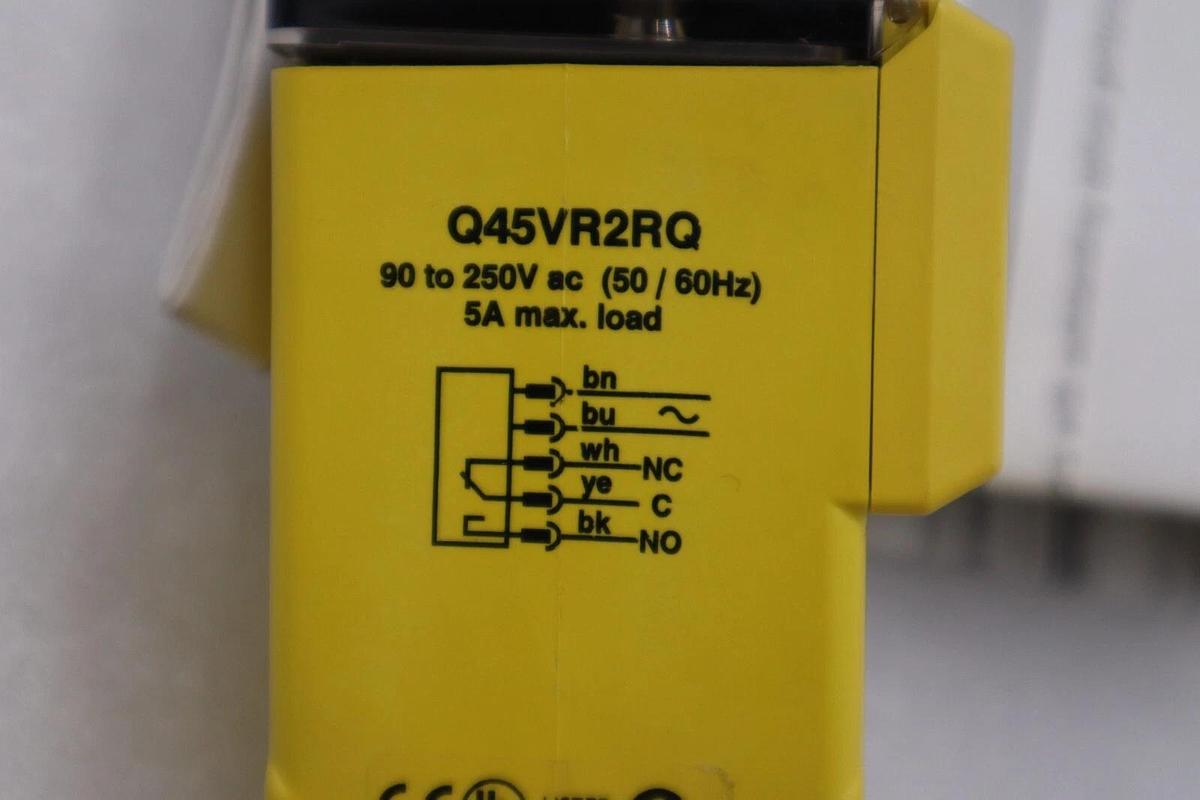 Q45VR2RQ
90 to 250V ac (50 / 60Hz)
5A max. load
bn
bu ~
wh NC
ye C
bk NO